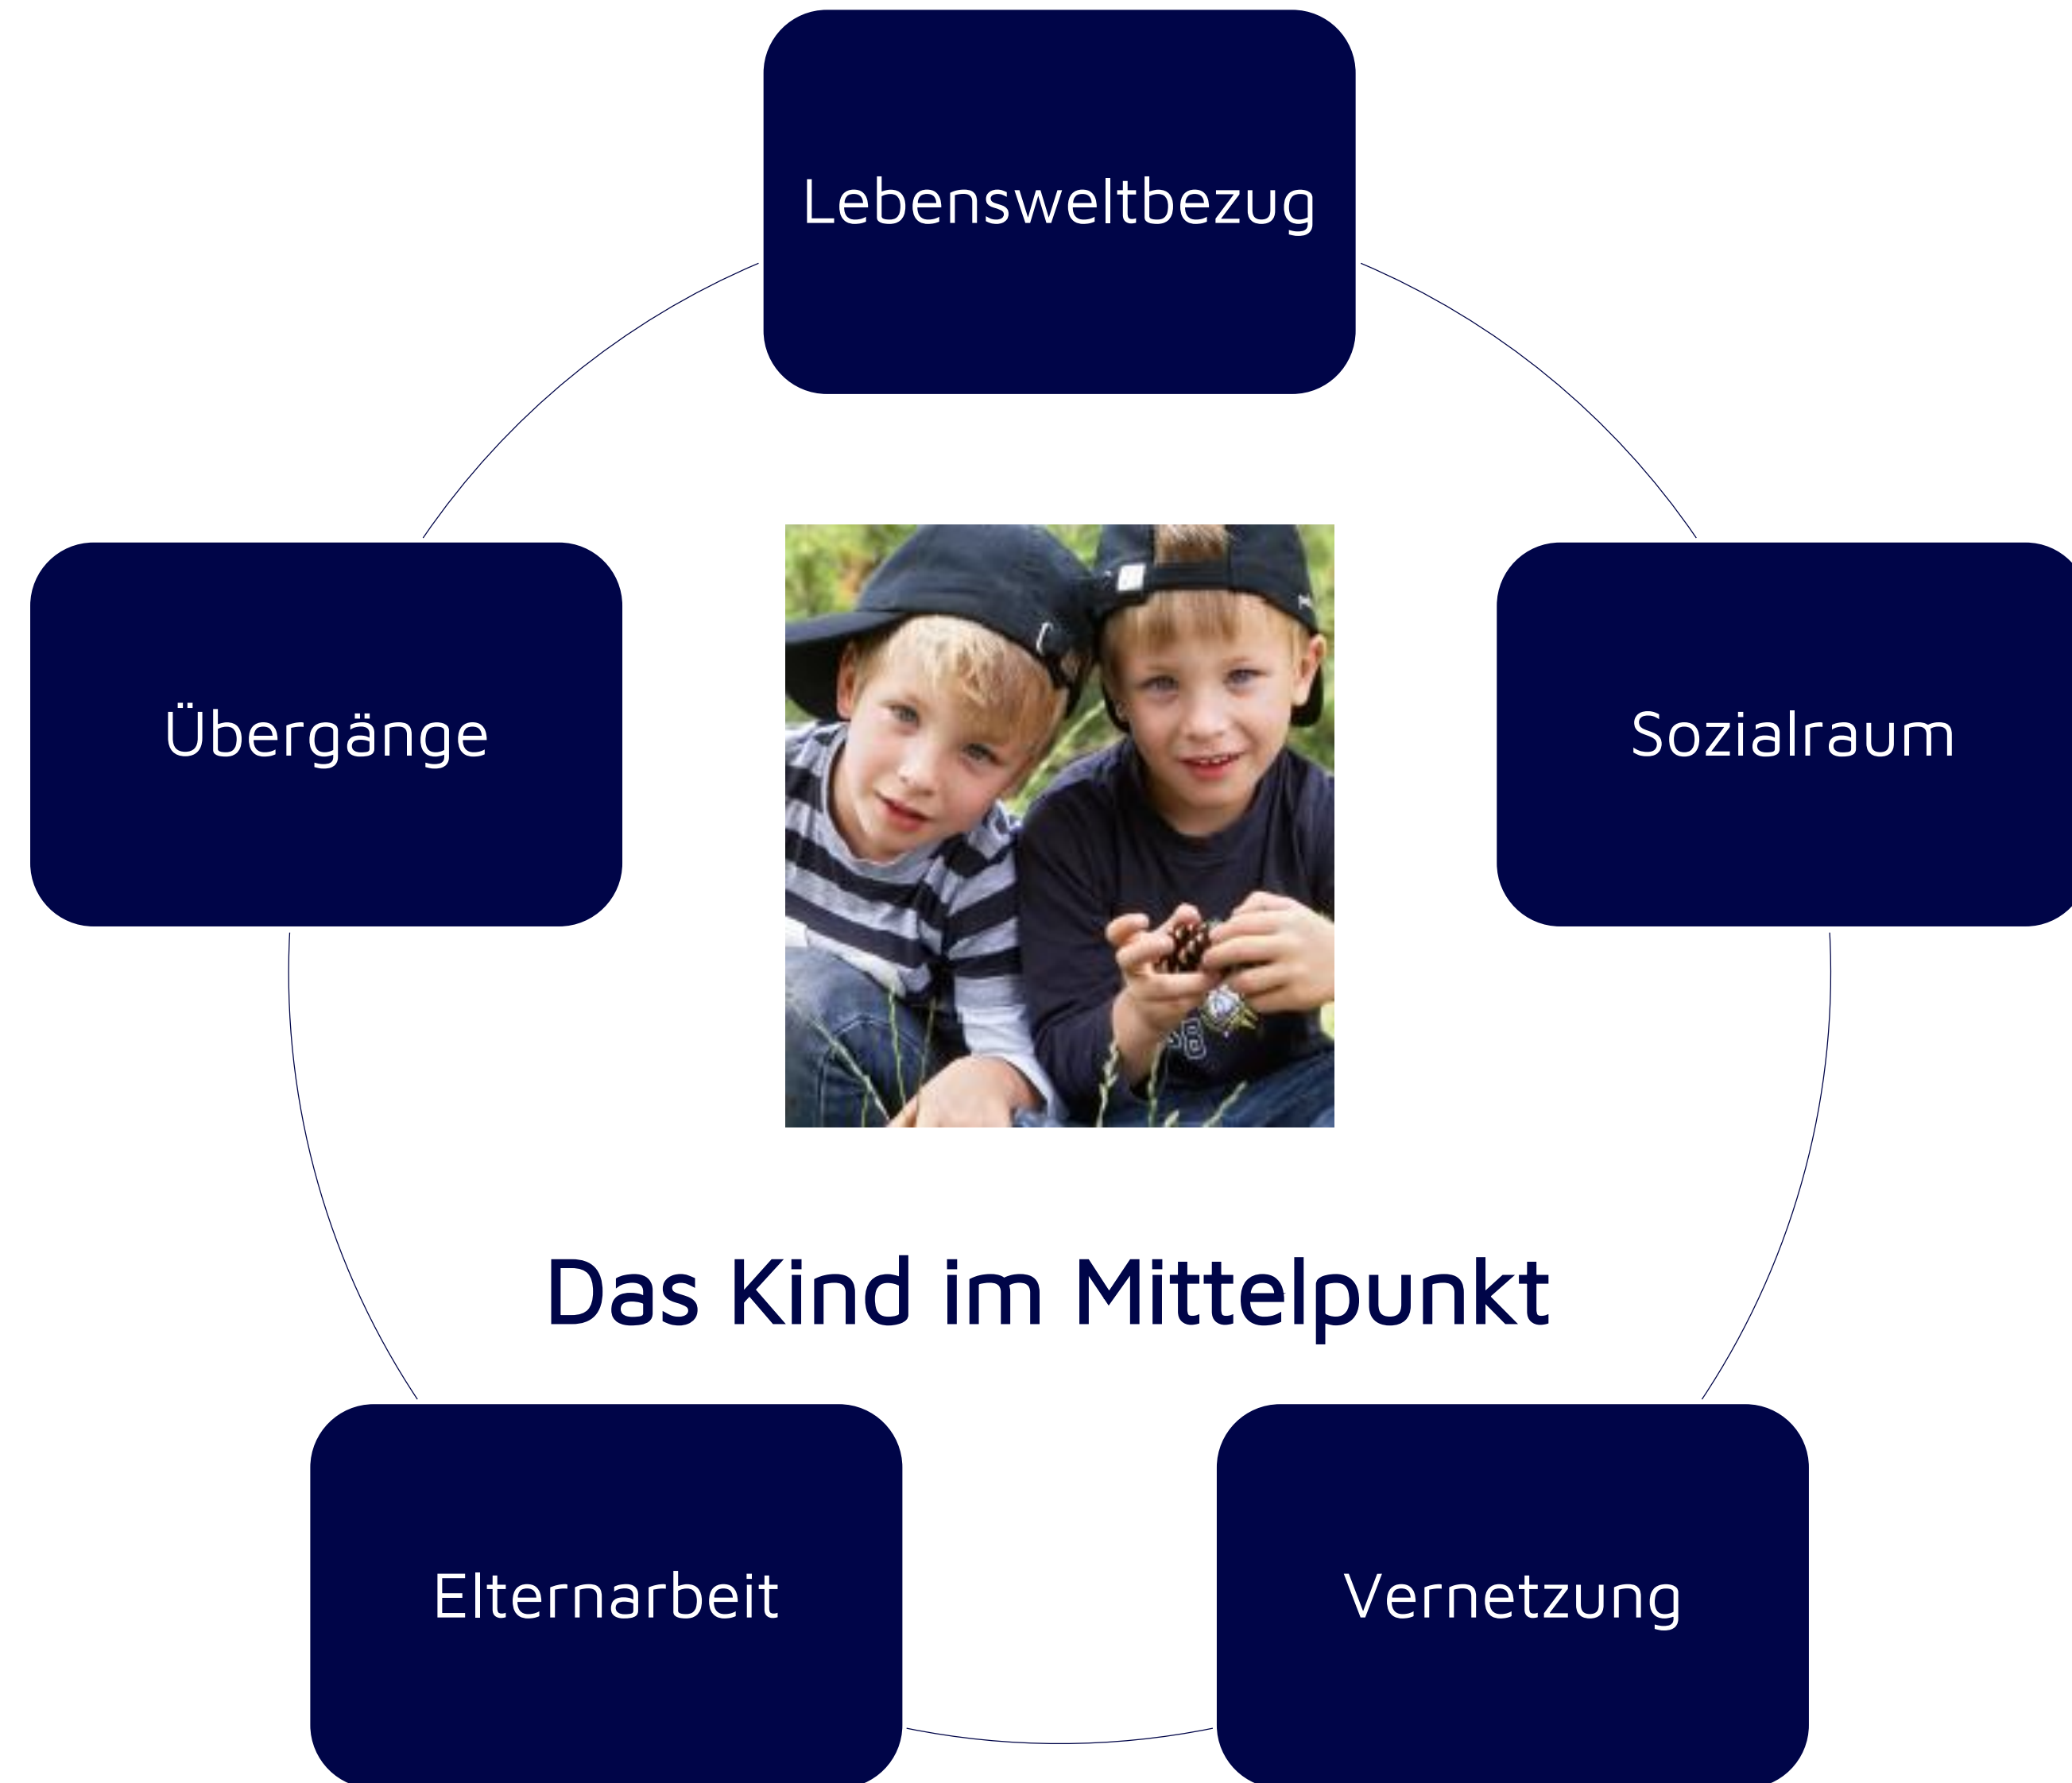 Lebensweltbezug
Übergänge
Sozialraum
Das Kind im Mittelpunkt
Elternarbeit
Vernetzung